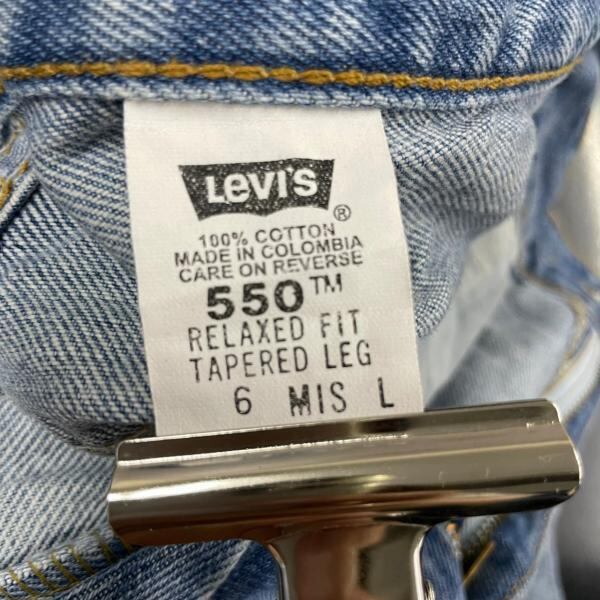 Levi's
®
100% COTTON
MADE IN COLOMBIA
CARE ON REVERSE
550™
RELAXED FIT
TAPERED LEG
6 MIS L